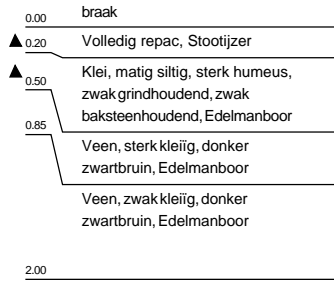 braak
0.00
Volledig repac, Stootijzer
0.20
Klei, matig siltig, sterk humeus,
zwak grindhoudend, zwak
baksteenhoudend, Edelmanboor
0.50
Veen, sterk kleiïg, donker
zwartbruin, Edelmanboor
0.85
Veen, zwak kleiïg, donker
zwartbruin, Edelmanboor
2.00